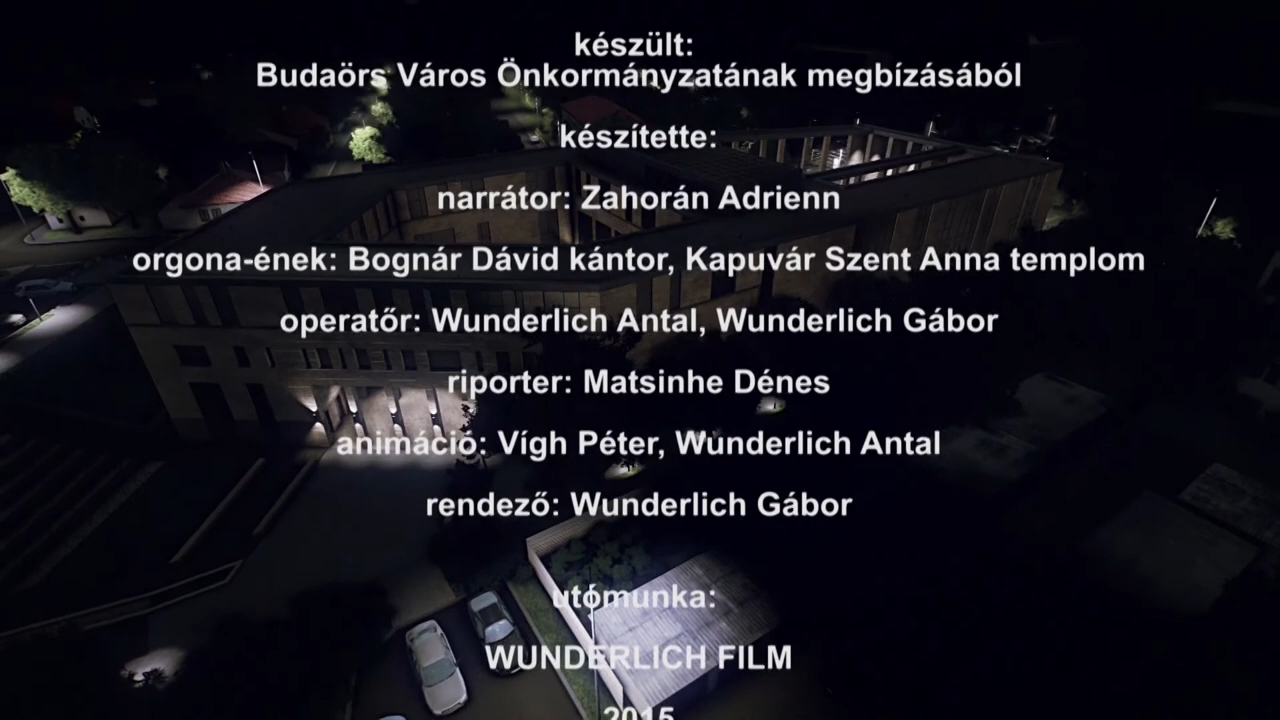 készült:
Budaörs Város Önkormányzatának megbízásából
készítette:
narrátor: Zahorán Adrienn
orgona-ének: Bognár Dávid kántor, Kapuvár Szent Anna templom
operatőr: Wunderlich Antal, Wunderlich Gábor
riporter: Matsinhe Dénes
animáció: Vígh Péter, Wunderlich Antal
rendező: Wunderlich Gábor
utómunka:
WUNDERLICH FILM
2015